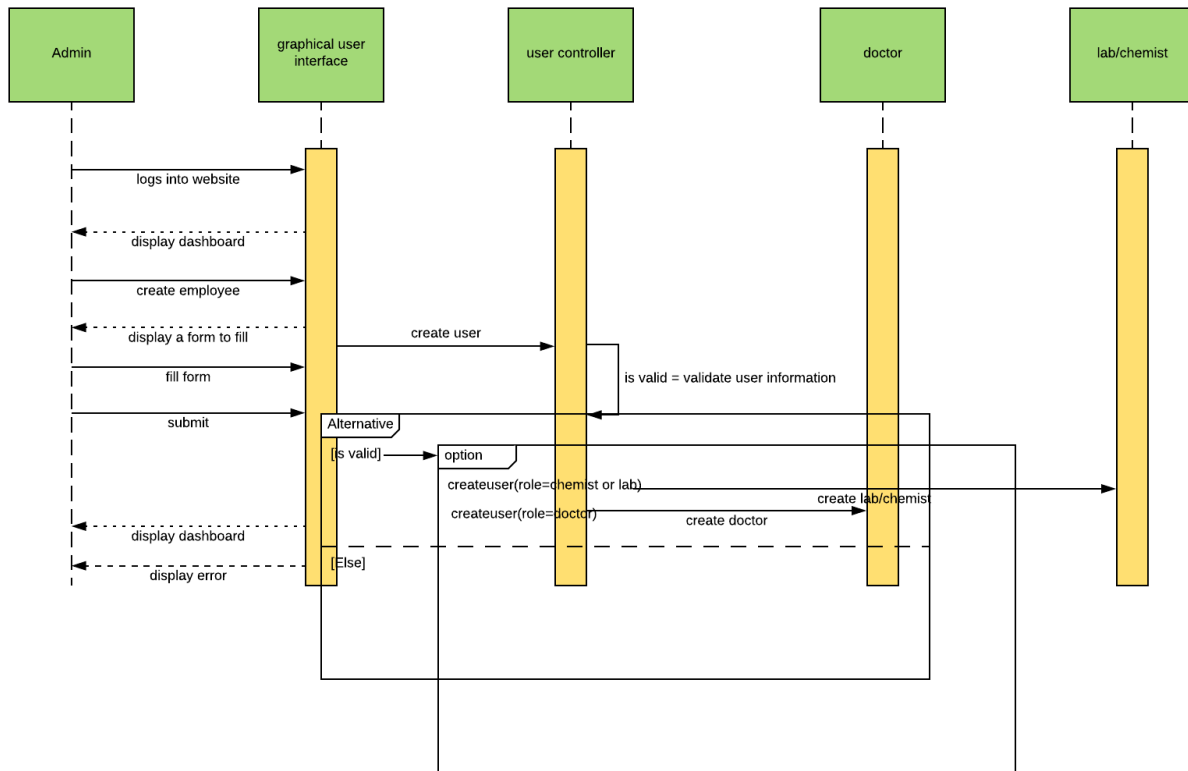 Admin
graphical user
interface
user controller
doctor
lab/chemist
logs into website
display dashboard
create employee
display a form to fill
create user
fill form
is valid = validate user information
submit
Alternative
[is valid]
option
createuser(role=chemist or lab)
create lab/chemist
createuser(role=doctor)
create doctor
display dashboard
[Else]
display error